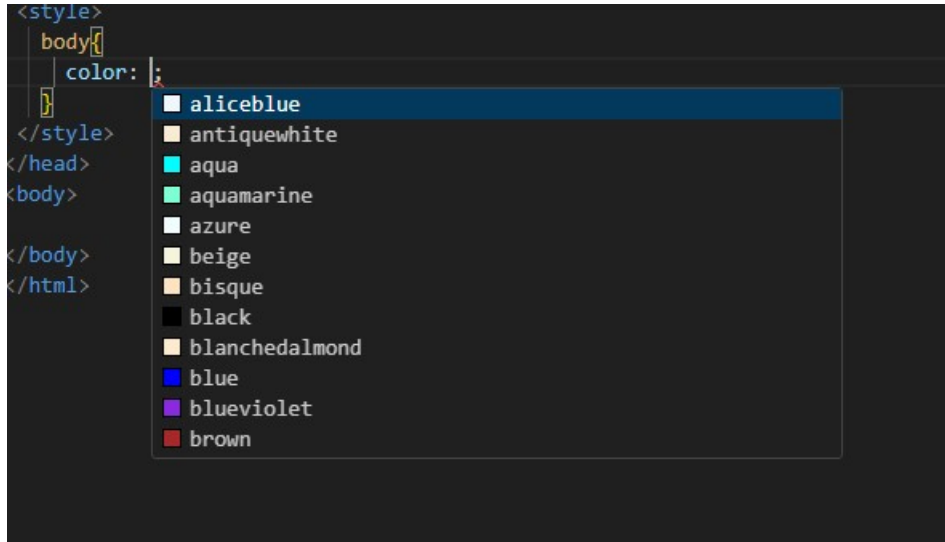 <style>
body{
color: ;
}
</style>
</head>
<body>
</body>
</html>
aliceblue
antiquewhite
aqua
aquamarine
azure
beige
bisque
black
blanchedalmond
blue
blueviolet
brown